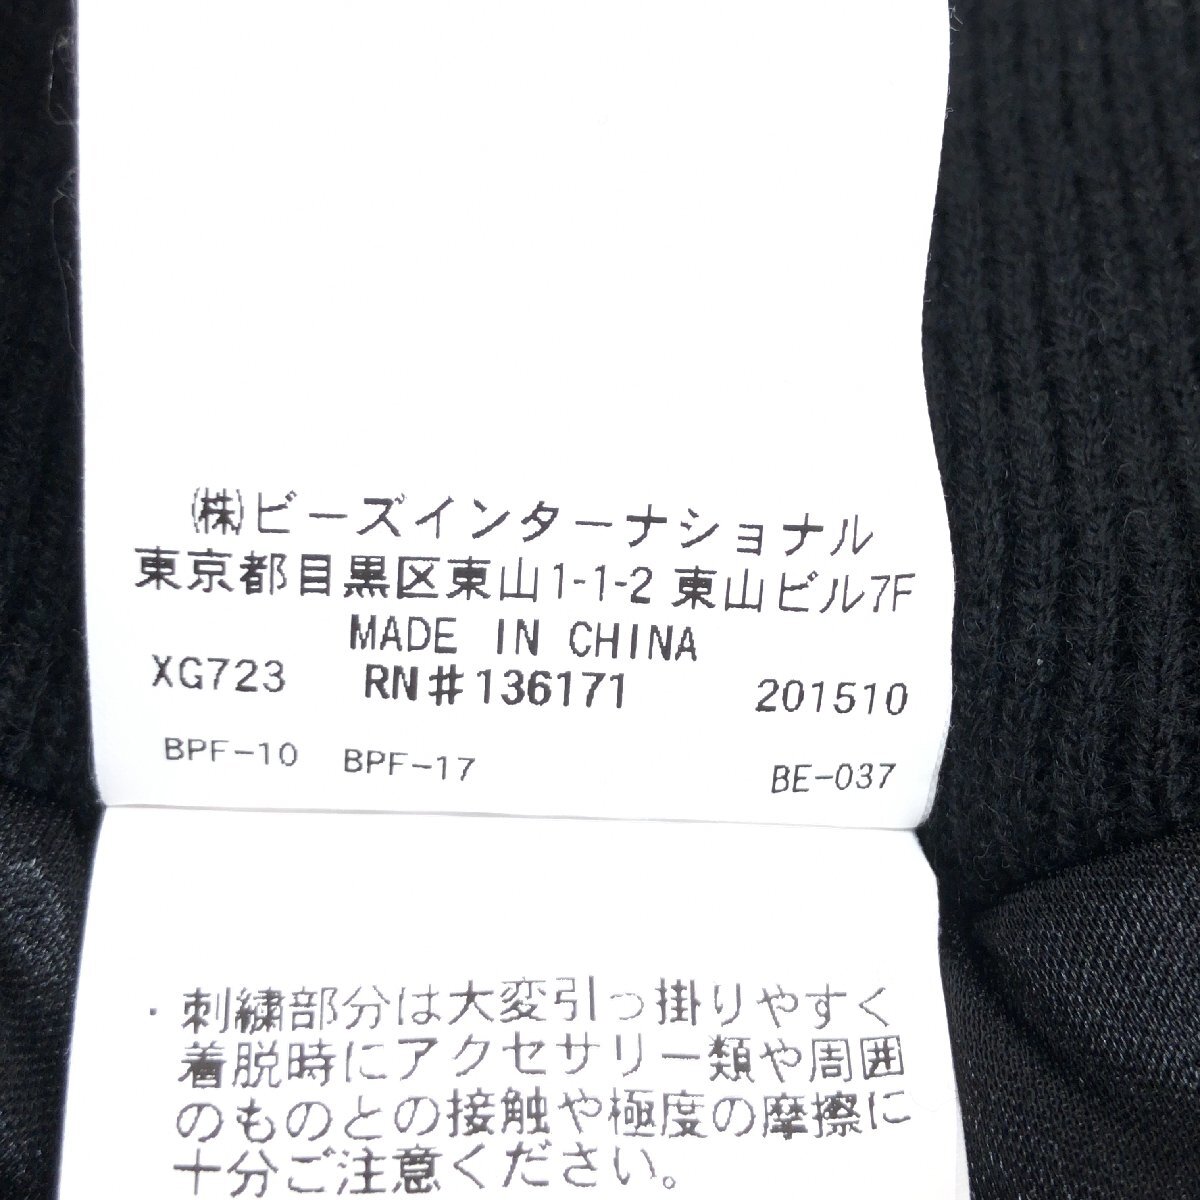 ㈱ビーズインターナショナル
東京都目黒区東山1-1-2 東山ビル7F
MADE IN CHINA
XG723 RN#136171 201510
BPF-10 BPF-17 BE-037
・刺繍部分は大変引っ掛りやすく
着脱時にアクセサリー類や周囲
のものとの接触や極度の摩擦に
十分ご注意ください。